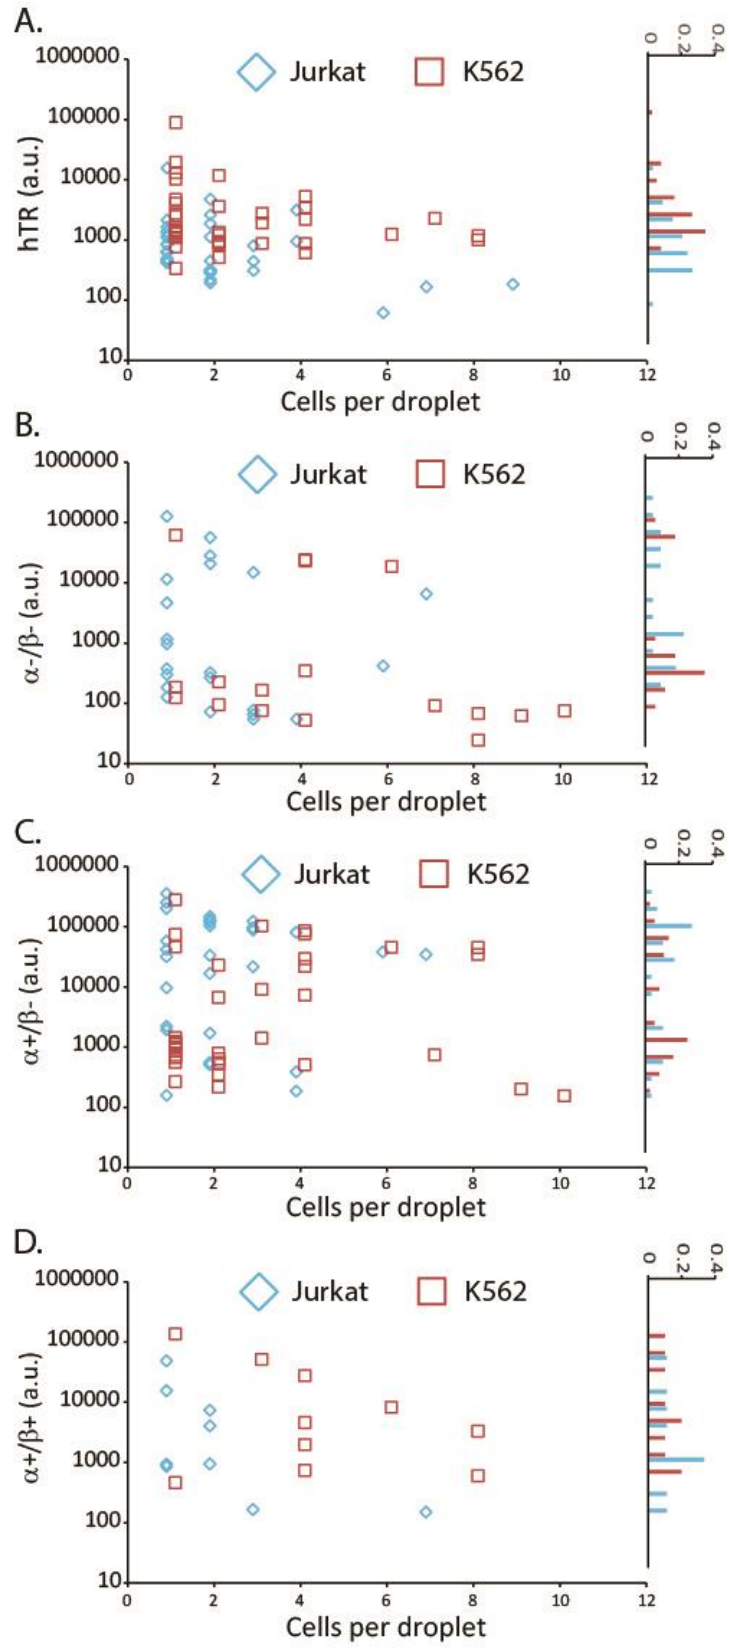 A.
0 0.2 0.4
1000000
Jurkat K562
100000
10000
1000
100
10
hTR (a.u.)
0 2 4 6 8 10 12
Cells per droplet
B.
0 0.2 0.4
1000000
Jurkat K562
100000
10000
1000
100
10
α-/β- (a.u.)
0 2 4 6 8 10 12
Cells per droplet
C.
0 0.2 0.4
1000000
Jurkat K562
100000
10000
1000
100
10
α+/β- (a.u.)
0 2 4 6 8 10 12
Cells per droplet
D.
0 0.2 0.4
1000000
Jurkat K562
100000
10000
1000
100
10
α+/β+ (a.u.)
0 2 4 6 8 10 12
Cells per droplet